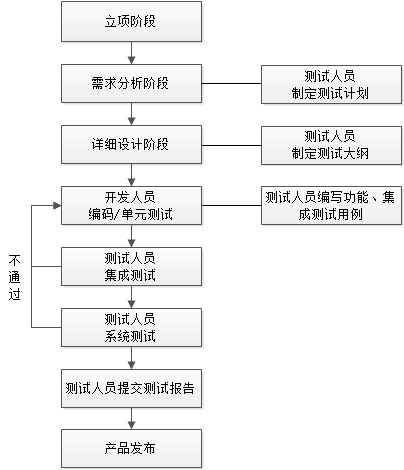 立项阶段
需求分析阶段
测试人员
制定测试计划
详细设计阶段
测试人员
制定测试大纲
开发人员
编码/单元测试
测试人员编写功能、集
成测试用例
不
通
过
测试人员
集成测试
测试人员
系统测试
测试人员提交测试报告
产品发布